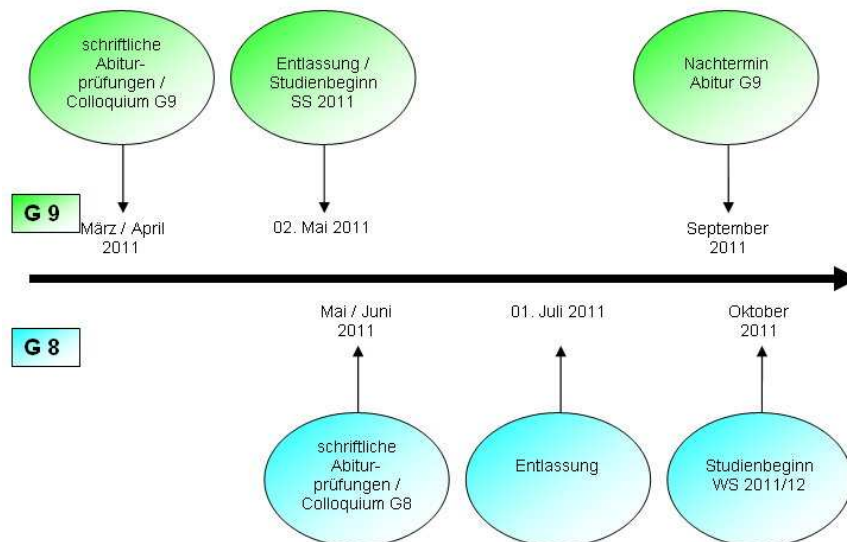 schriftliche
Abitur-
prüfungen /
Colloquium G9
Entlassung /
Studienbeginn
SS 2011
Nachtermin
Abitur G9
G 9
März / April
2011
02. Mai 2011
September
2011
Mai / Juni
2011
01. Juli 2011
Oktober
2011
G 8
schriftliche
Abitur-
prüfungen /
Colloquium G8
Entlassung
Studienbeginn
WS 2011/12